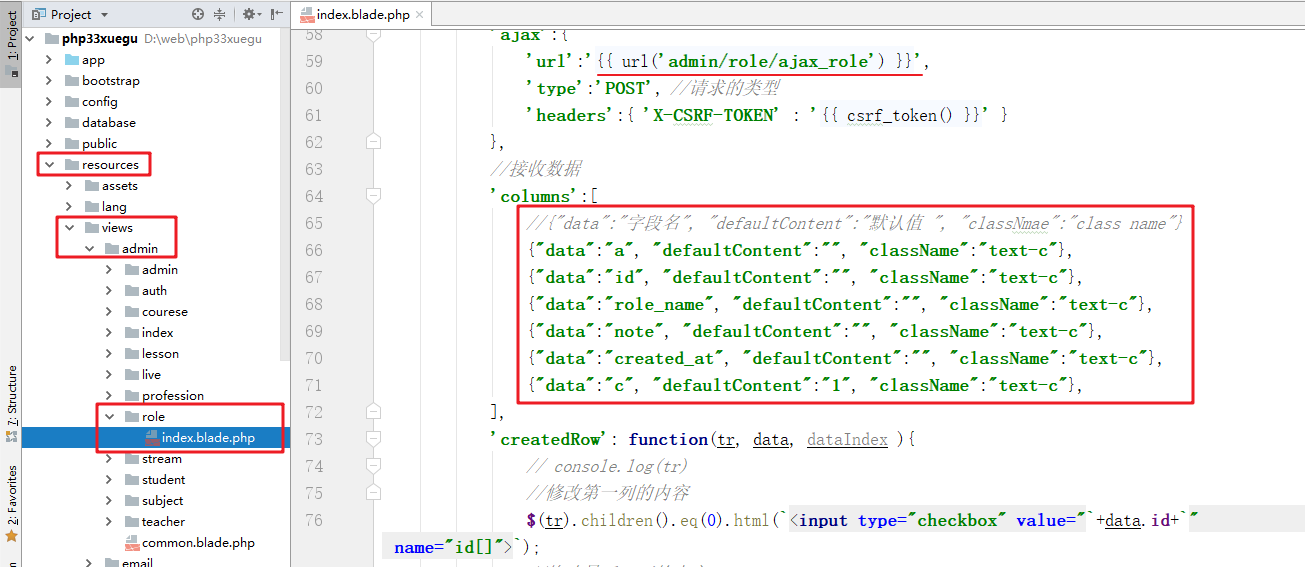 1: Project
7: Structure
2: Favorites
Project
php33xuegu D:\web\php33xuegu
app
bootstrap
config
database
public
resources
assets
lang
views
admin
admin
auth
courese
index
lesson
live
profession
role
index.blade.php
stream
student
subject
teacher
common.blade.php
email
index.blade.php
58 'ajax':{
59 'url':'{{ url('admin/role/ajax_role') }}',
60 'type':'POST', //请求的类型
61 'headers':{ 'X-CSRF-TOKEN' : '{{ csrf_token() }}' }
62 },
63 //接收数据
64 'columns':[
65 //{"data":"字段名", "defaultContent":"默认值 ", "classNmae":"class name"}
66 {"data":"a", "defaultContent":"", "className":"text-c"},
67 {"data":"id", "defaultContent":"", "className":"text-c"},
68 {"data":"role_name", "defaultContent":"", "className":"text-c"},
69 {"data":"note", "defaultContent":"", "className":"text-c"},
70 {"data":"created_at", "defaultContent":"", "className":"text-c"},
71 {"data":"c", "defaultContent":"1", "className":"text-c"},
72 ],
73 'createdRow': function(tr, data, dataIndex ){
74 // console.log(tr)
75 //修改第一列的内容
76 $(tr).children().eq(0).html(`<input type="checkbox" value="`+data.id+`"
name="id[]">`);